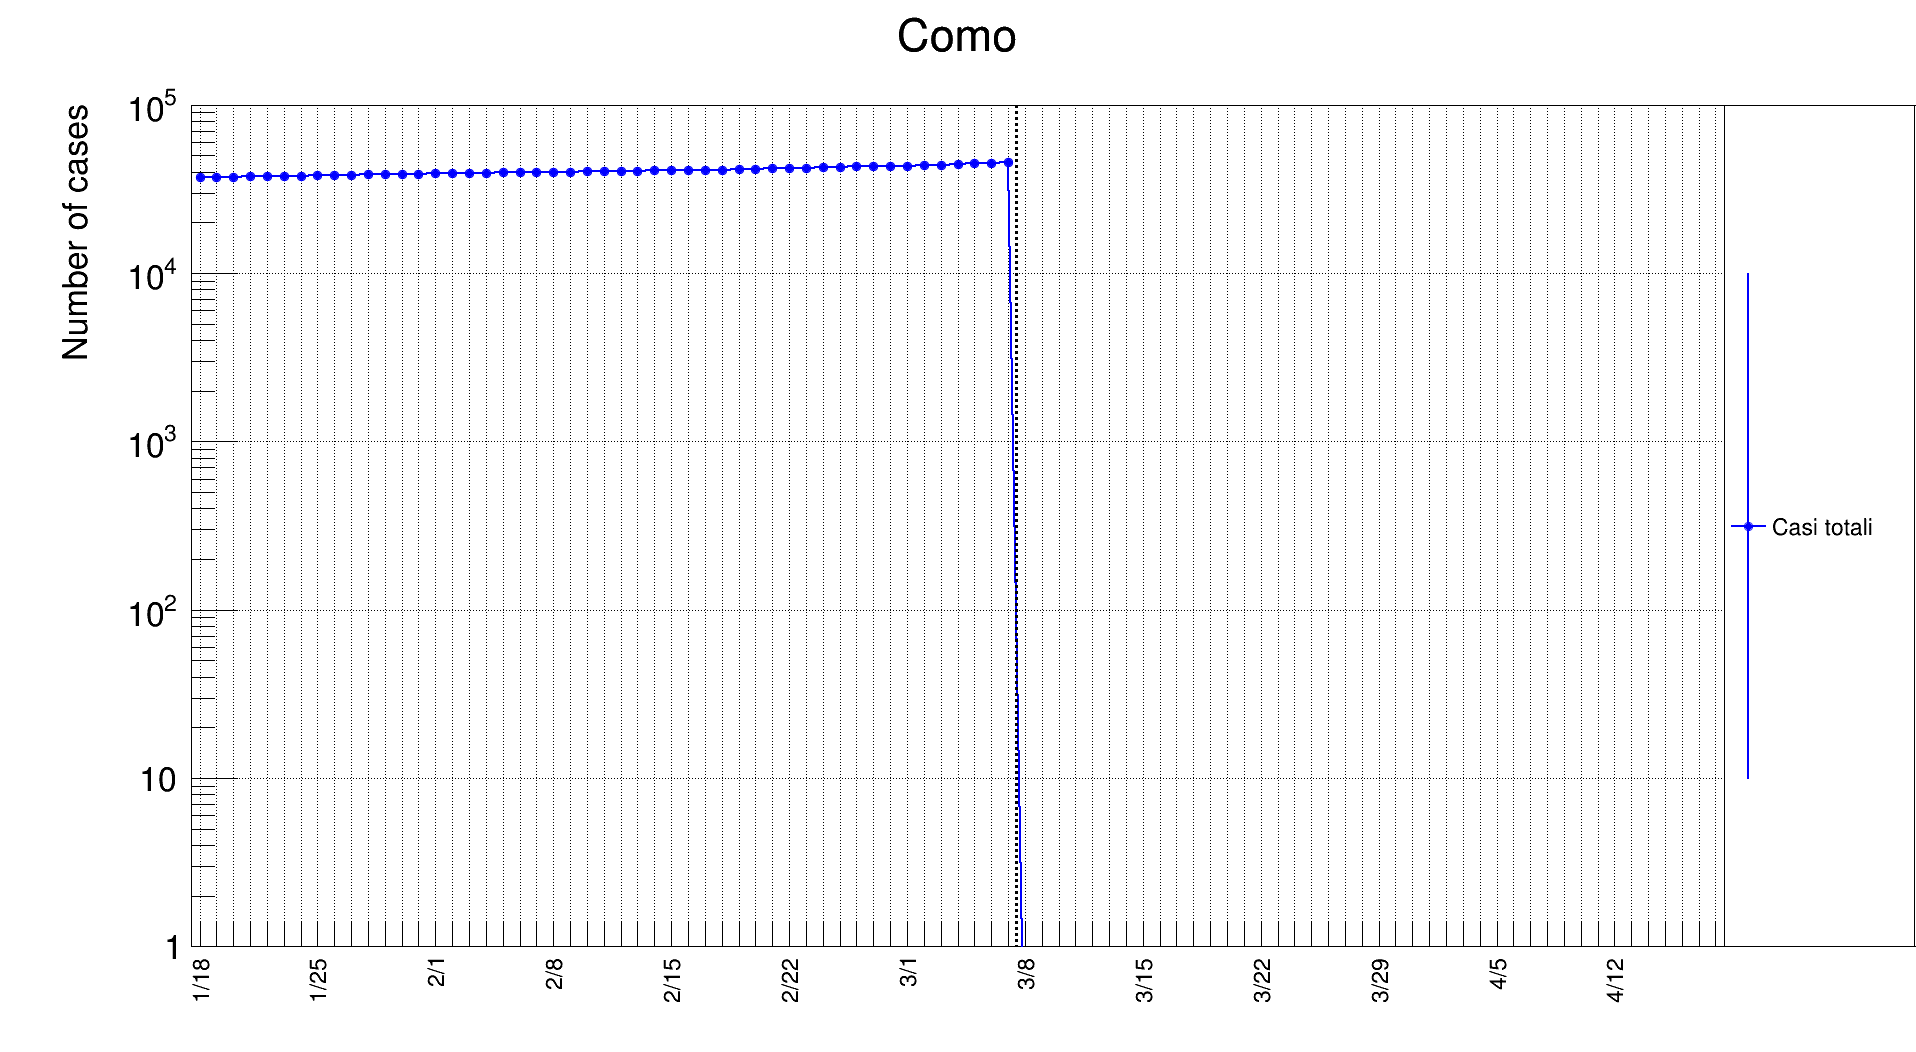 Como
Number of cases
10^5
10^4
10^3
10^2
10
1
1/18 1/25 2/1 2/8 2/15 2/22 3/1 3/8 3/15 3/22 3/29 4/5 4/12
Casi totali